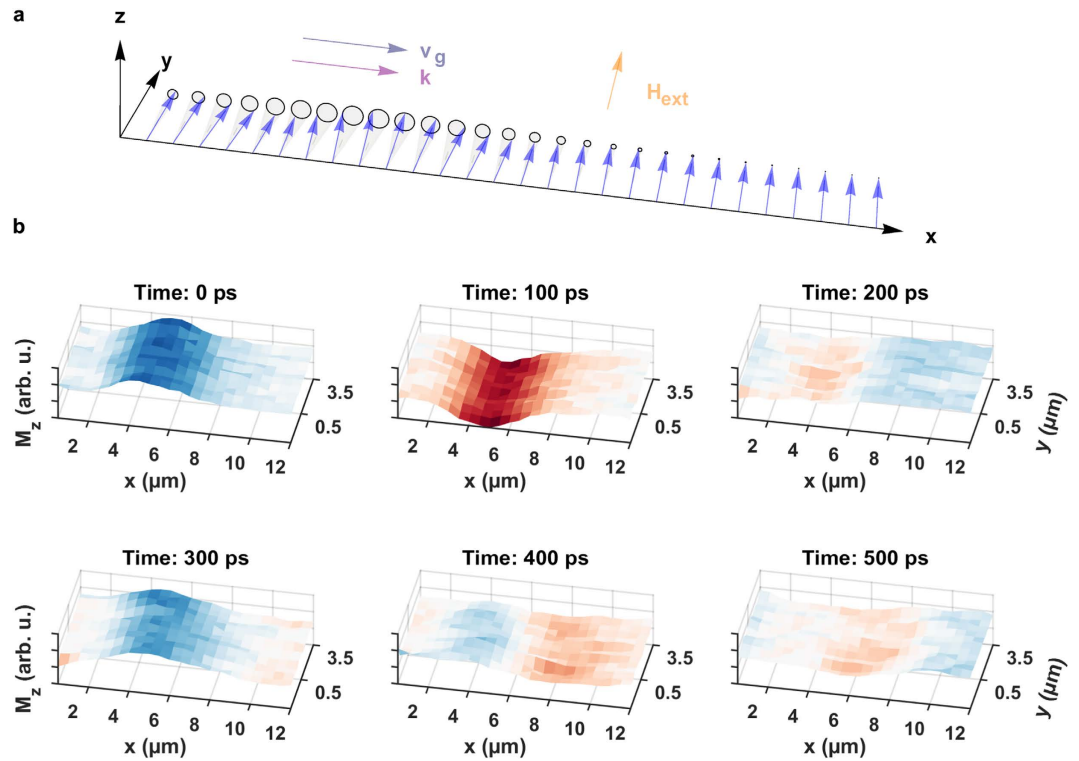 a
z
y
v g
k
H ext
x
b
Time: 0 ps
Time: 100 ps
Time: 200 ps
M z (arb. u.)
2 4 6 8 10 12
x (µm)
0.5 3.5
2 4 6 8 10 12
x (µm)
0.5 3.5
2 4 6 8 10 12
x (µm)
0.5 3.5
y (µm)
Time: 300 ps
Time: 400 ps
Time: 500 ps
M z (arb. u.)
2 4 6 8 10 12
x (µm)
0.5 3.5
2 4 6 8 10 12
x (µm)
0.5 3.5
2 4 6 8 10 12
x (µm)
0.5 3.5
y (µm)